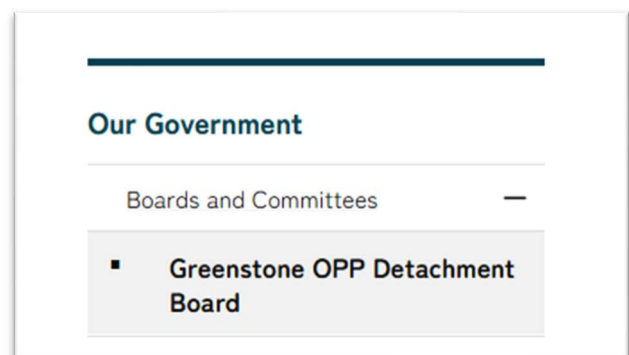 Our Government
Boards and Committees
Greenstone OPP Detachment
Board